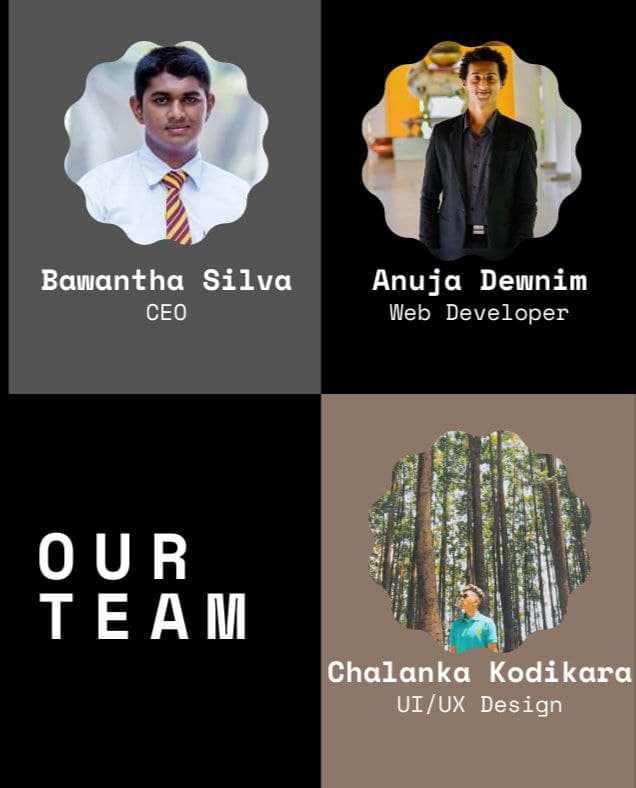 Bawantha Silva
CEO
Anuja Dewnim
Web Developer
OUR
TEAM
Chalanka Kodikara
UI/UX Design